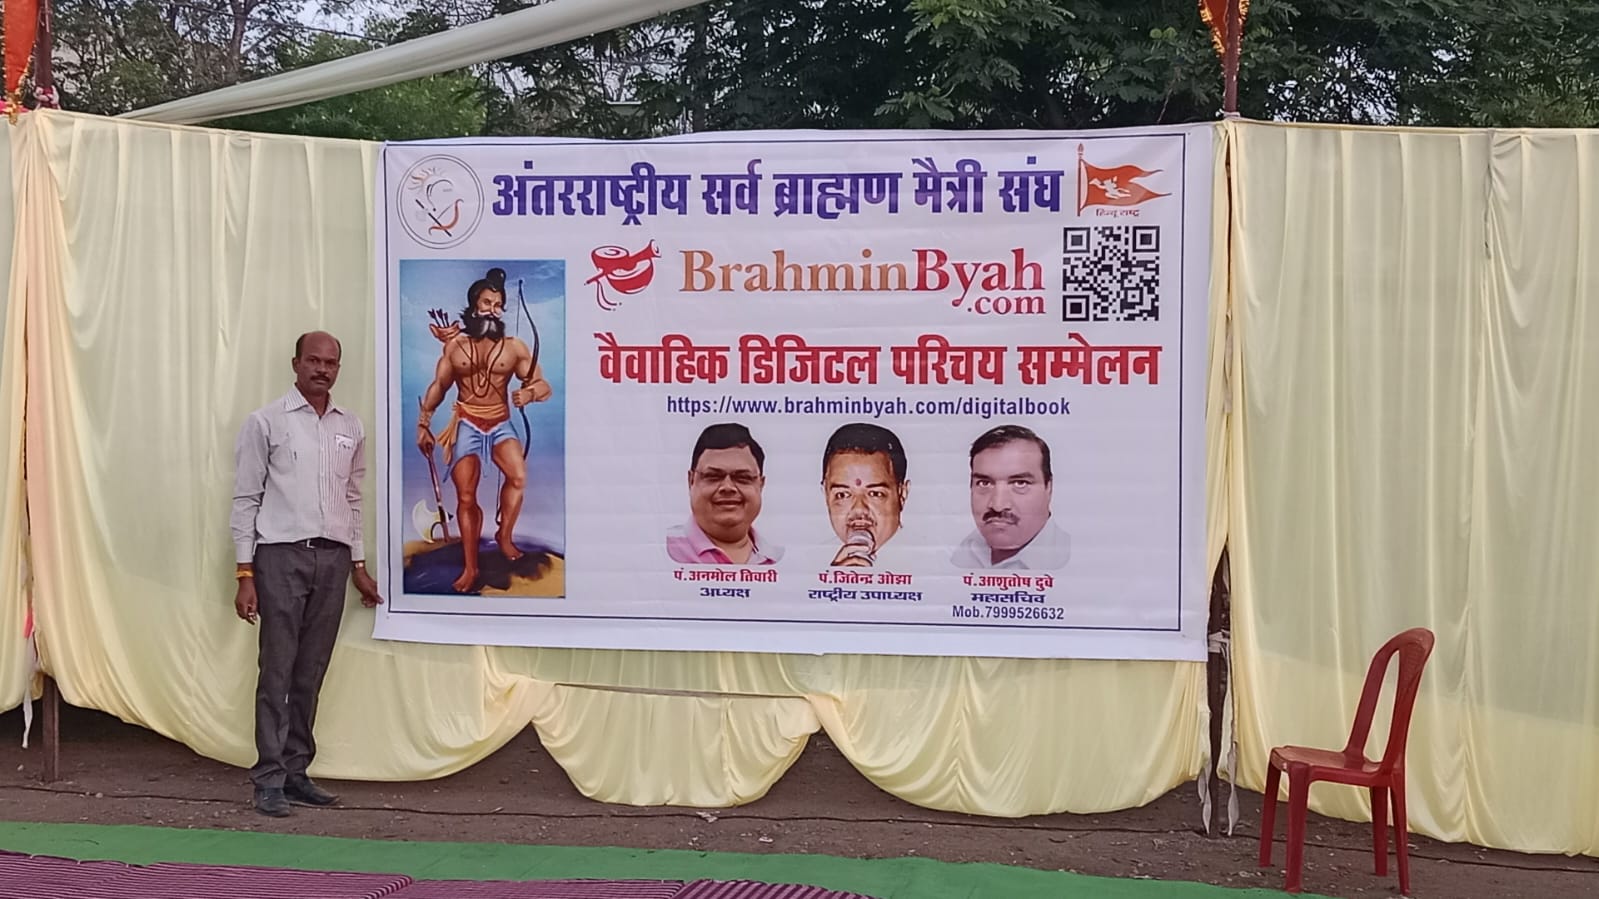 अंतरराष्ट्रीय सर्व ब्राह्मण मैत्री संघ
हिन्दू राष्ट्र
BrahminByah
.com
वैवाहिक डिजिटल परिचय सम्मेलन
https://www.brahminbyah.com/digitalbook
पं.अनमोल तिवारी
अध्यक्ष
पं.जितेन्द्र ओझा
राष्ट्रीय उपाध्यक्ष
पं.आशुतोष दुबे
महासचिव
Mob.7999526632